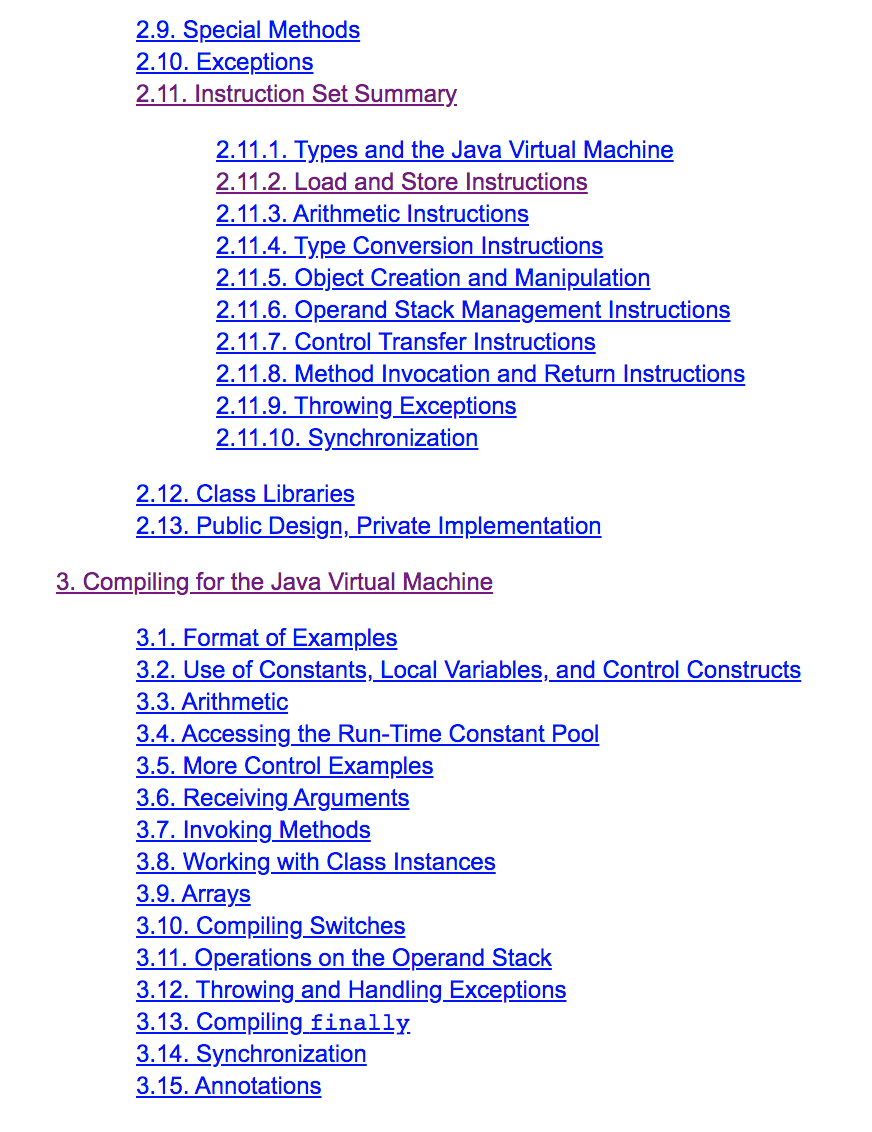 2.9. Special Methods
2.10. Exceptions
2.11. Instruction Set Summary
2.11.1. Types and the Java Virtual Machine
2.11.2. Load and Store Instructions
2.11.3. Arithmetic Instructions
2.11.4. Type Conversion Instructions
2.11.5. Object Creation and Manipulation
2.11.6. Operand Stack Management Instructions
2.11.7. Control Transfer Instructions
2.11.8. Method Invocation and Return Instructions
2.11.9. Throwing Exceptions
2.11.10. Synchronization
2.12. Class Libraries
2.13. Public Design, Private Implementation
3. Compiling for the Java Virtual Machine
3.1. Format of Examples
3.2. Use of Constants, Local Variables, and Control Constructs
3.3. Arithmetic
3.4. Accessing the Run-Time Constant Pool
3.5. More Control Examples
3.6. Receiving Arguments
3.7. Invoking Methods
3.8. Working with Class Instances
3.9. Arrays
3.10. Compiling Switches
3.11. Operations on the Operand Stack
3.12. Throwing and Handling Exceptions
3.13. Compiling finally
3.14. Synchronization
3.15. Annotations